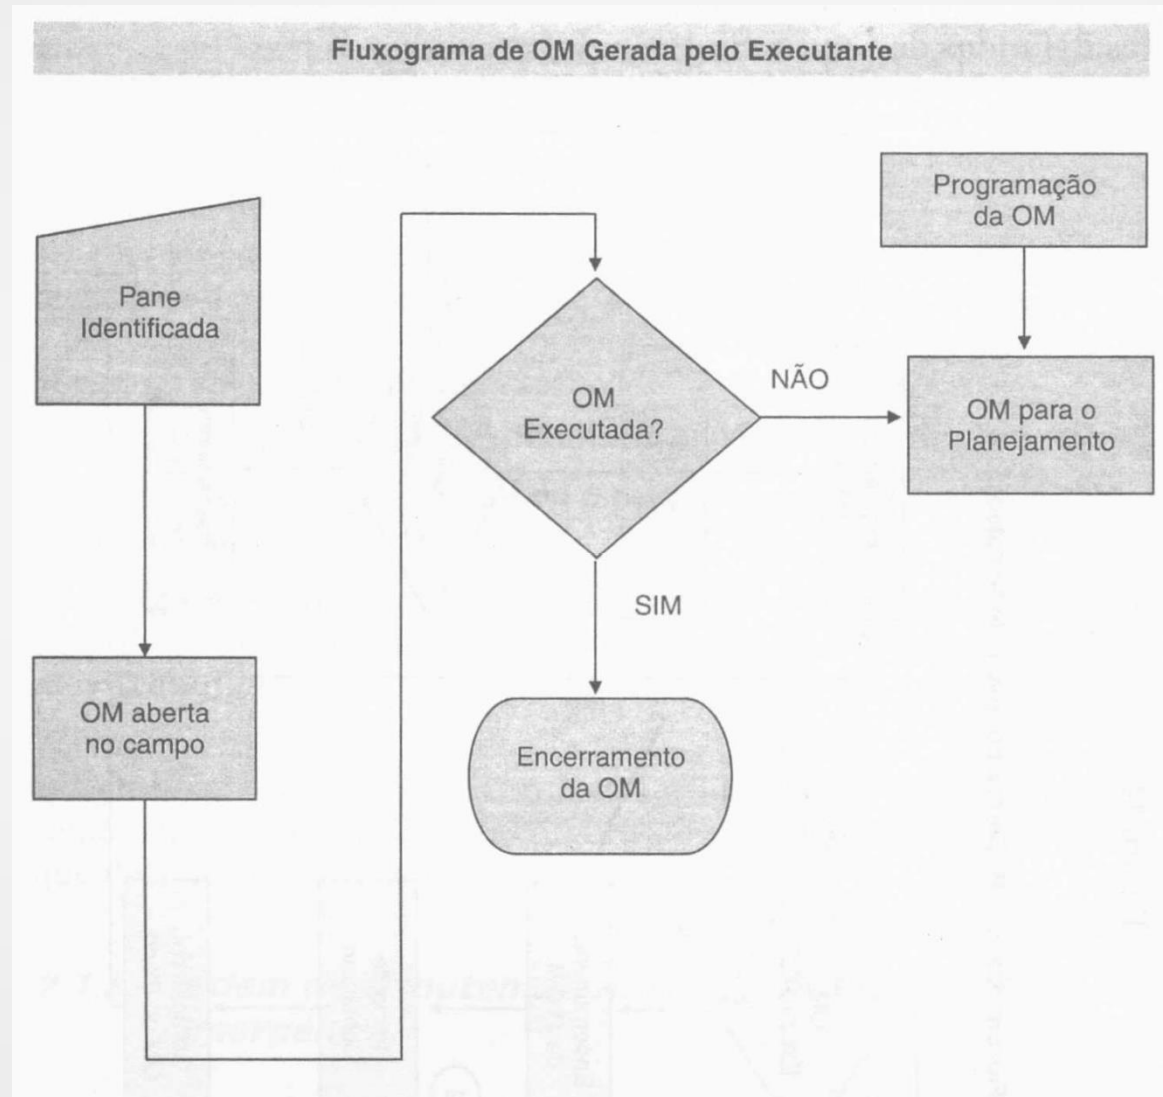 Fluxograma de OM Gerada pelo Executante
Pane
Identificada
OM aberta
no campo
OM
Executada?
NÃO
SIM
Encerramento
da OM
Programação
da OM
OM para o
Planejamento